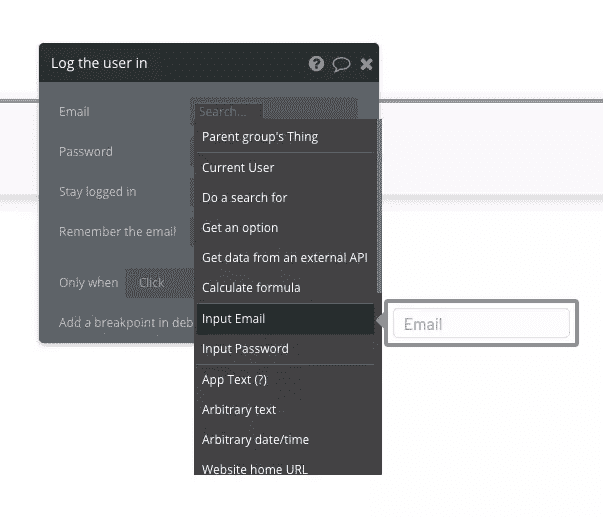 Log the user in
Email
Search...
Password
Stay logged in
Remember the email
Only when
Click
Add a breakpoint in deb
Parent group's Thing
Current User
Do a search for
Get an option
Get data from an external API
Calculate formula
Input Email
Email
Input Password
App Text (?)
Arbitrary text
Arbitrary date/time
Website home URL